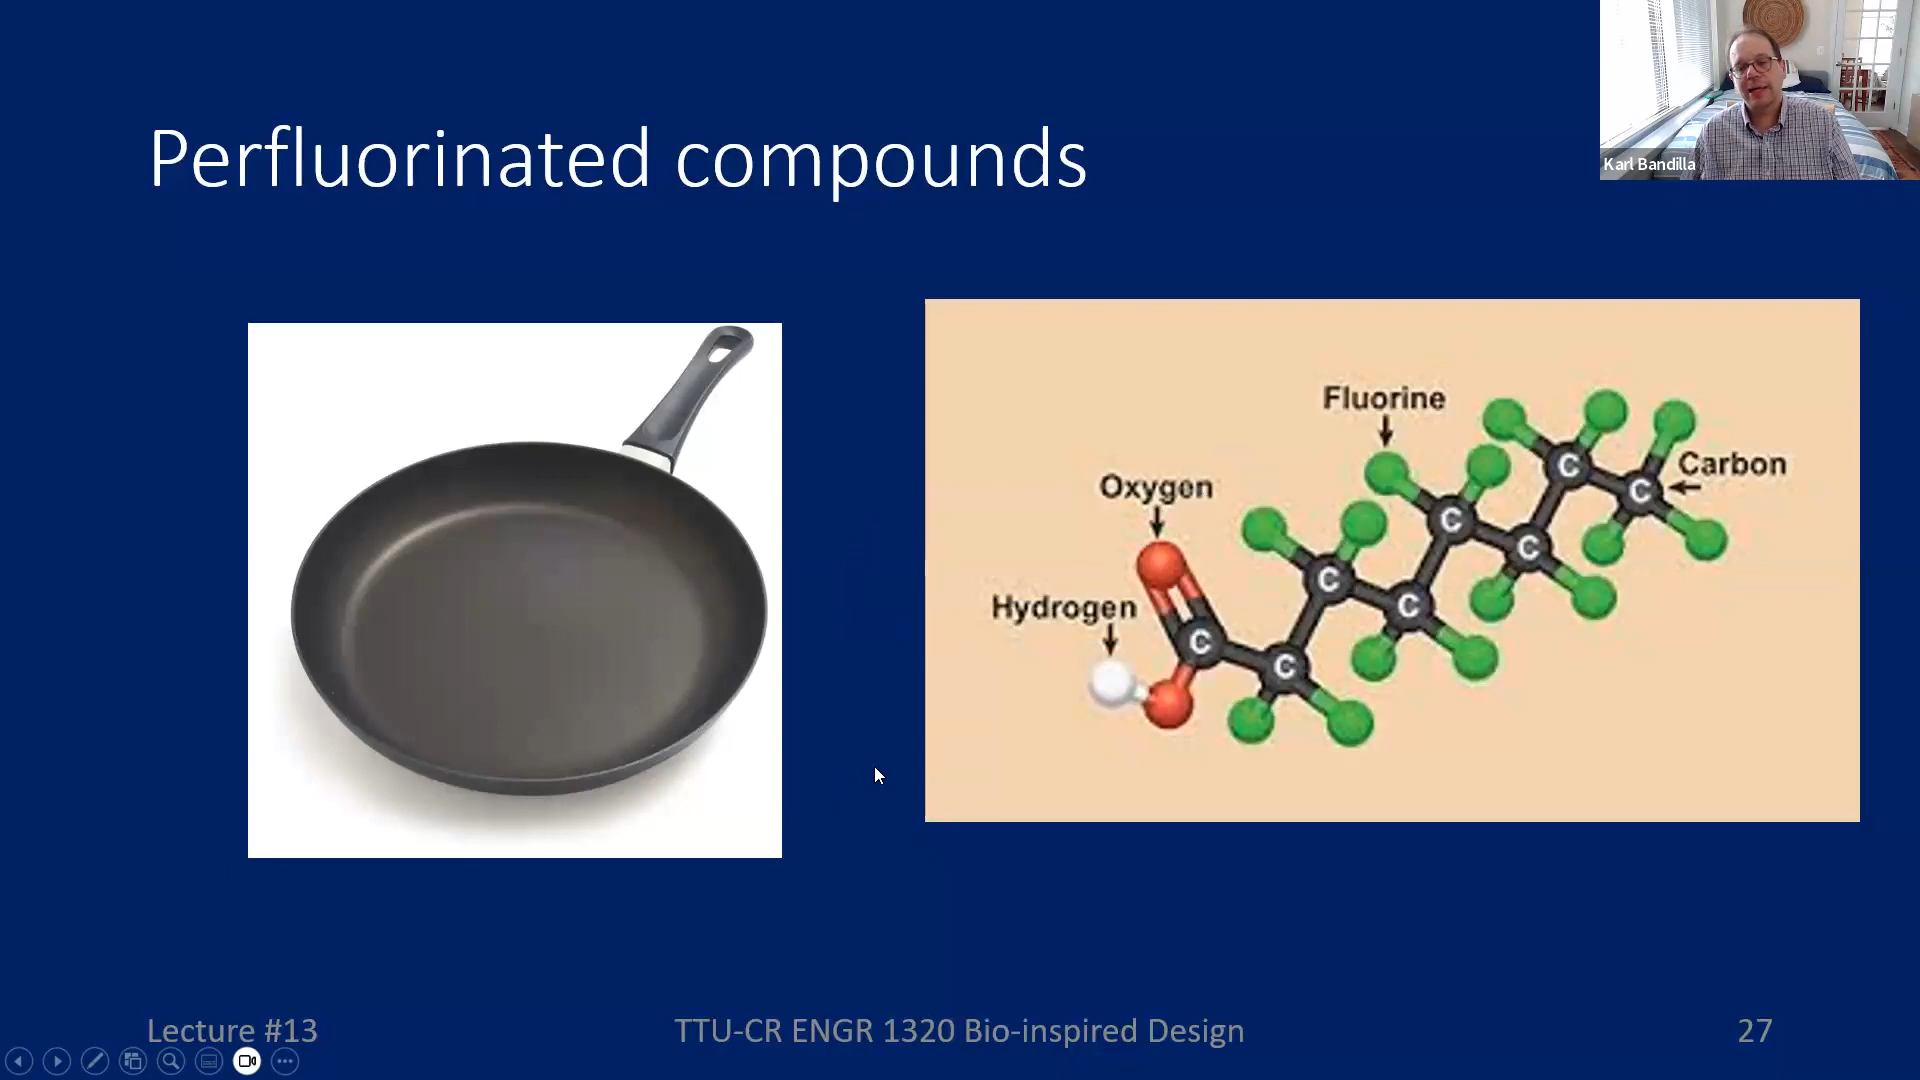 Perfluorinated compounds
Karl Bandilla
Fluorine
Carbon
Oxygen
Hydrogen
C
C
C
C
C
C
C
C
Lecture #13
TTU-CR ENGR 1320 Bio-inspired Design
27